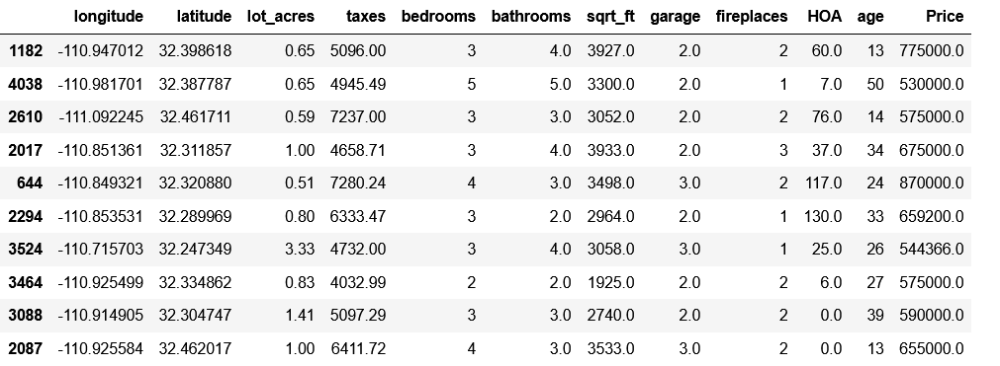 longitude latitude lot_acres taxes bedrooms bathrooms sqrt_ft garage fireplaces HOA age Price
1182 -110.947012 32.398618 0.65 5096.00 3 4.0 3927.0 2.0 2 60.0 13 775000.0
4038 -110.981701 32.387787 0.65 4945.49 5 5.0 3300.0 2.0 1 7.0 50 530000.0
2610 -111.092245 32.461711 0.59 7237.00 3 3.0 3052.0 2.0 2 76.0 14 575000.0
2017 -110.851361 32.311857 1.00 4658.71 3 4.0 3933.0 2.0 3 37.0 34 675000.0
644 -110.849321 32.320880 0.51 7280.24 4 3.0 3498.0 3.0 2 117.0 24 870000.0
2294 -110.853531 32.289969 0.80 6333.47 3 2.0 2964.0 2.0 1 130.0 33 659200.0
3524 -110.715703 32.247349 3.33 4732.00 3 4.0 3058.0 3.0 1 25.0 26 544366.0
3464 -110.925499 32.334862 0.83 4032.99 2 2.0 1925.0 2.0 2 6.0 27 575000.0
3088 -110.914905 32.304747 1.41 5097.29 3 3.0 2740.0 2.0 2 0.0 39 590000.0
2087 -110.925584 32.462017 1.00 6411.72 4 3.0 3533.0 3.0 2 0.0 13 655000.0